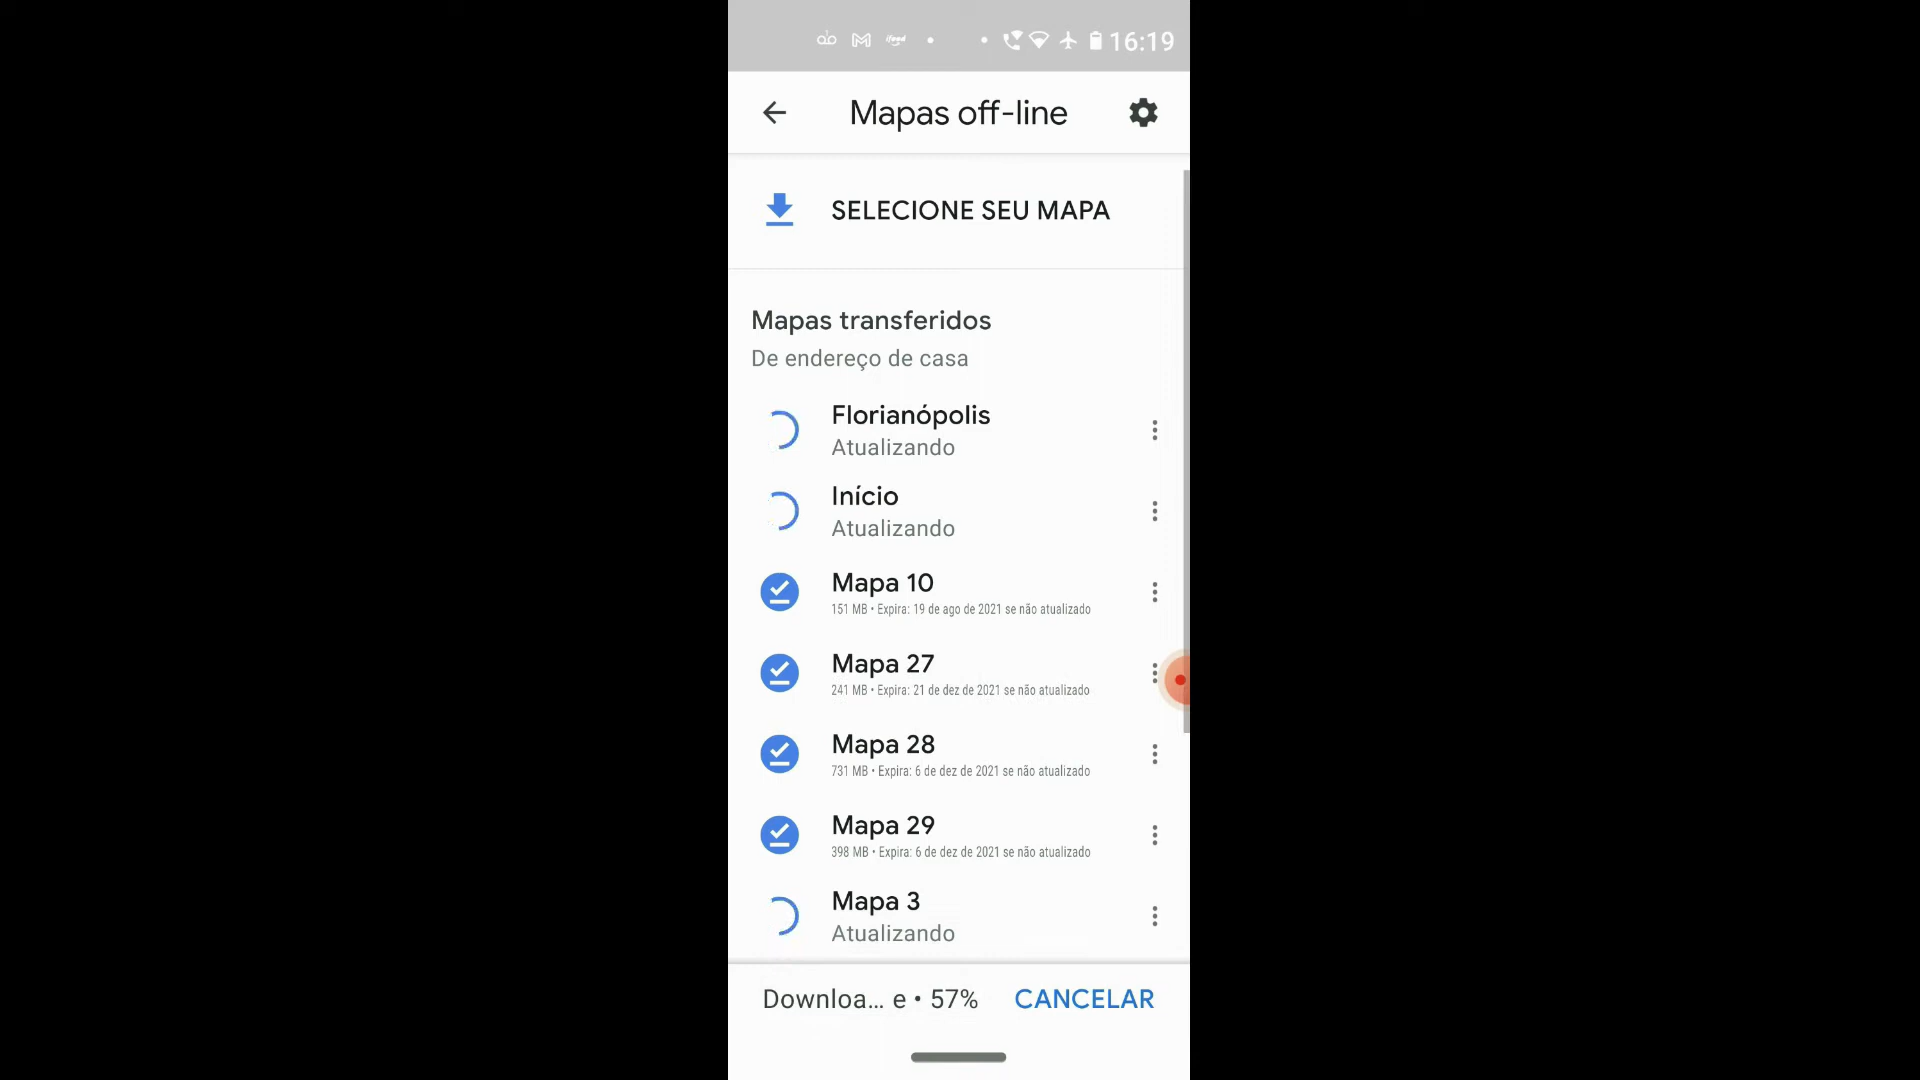 ifood
16:19
Mapas off-line
SELECIONE SEU MAPA
Mapas transferidos
De endereço de casa
Florianópolis
Atualizando
Início
Atualizando
Mapa 10
151 MB • Expira: 19 de ago de 2021 se não atualizado
Mapa 27
241 MB • Expira: 21 de dez de 2021 se não atualizado
Mapa 28
731 MB • Expira: 6 de dez de 2021 se não atualizado
Mapa 29
398 MB • Expira: 6 de dez de 2021 se não atualizado
Mapa 3
Atualizando
Downloa... e • 57% CANCELAR